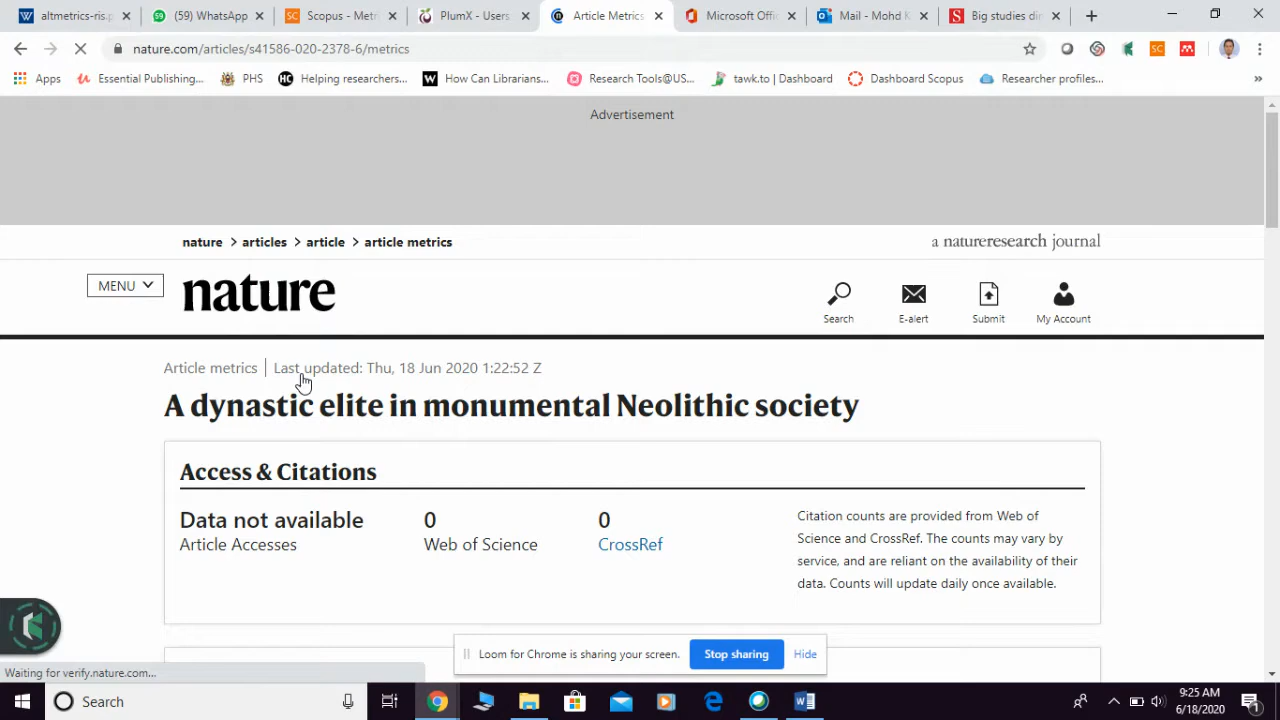 altmetrics-ris.p
(59) WhatsApp
Scopus - Metr
PlumX - Users
Article Metrics
Microsoft Offi
Mail - Mohd K
Big studies di
nature.com/articles/s41586-020-2378-6/metrics
Apps
Essential Publishing...
PHS
Helping researchers...
How Can Librarians...
Research Tools@US...
tawk.to | Dashboard
Dashboard Scopus
Researcher profiles...
Advertisement
nature > articles > article > article metrics
a natureresearch journal
MENU
nature
Search
E-alert
Submit
My Account
Article metrics | Last updated: Thu, 18 Jun 2020 1:22:52 Z
A dynastic elite in monumental Neolithic society
Access & Citations
Data not available
Article Accesses
0
Web of Science
0
CrossRef
Citation counts are provided from Web of
Science and CrossRef. The counts may vary by
service, and are reliant on the availability of their
data. Counts will update daily once available.
Loom for Chrome is sharing your screen.
Stop sharing
Hide
Waiting for verify.nature.com...
Search
9:25 AM
6/18/2020